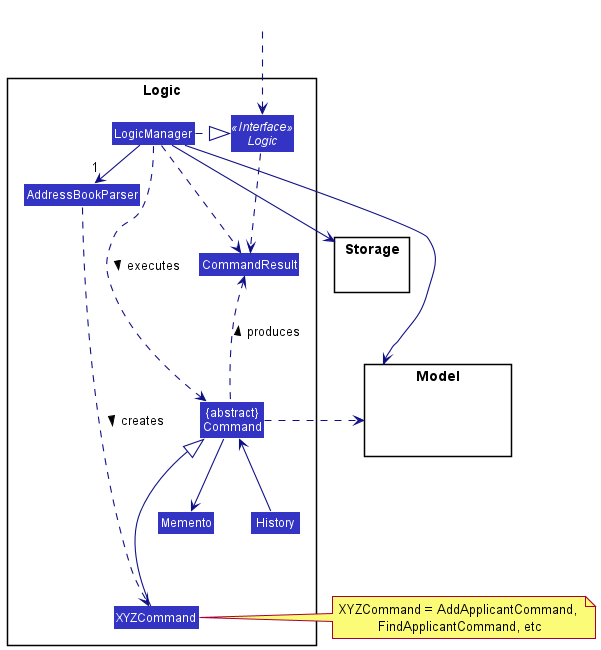 Logic
LogicManager
«Interface»
Logic
1
AddressBookParser
Storage
CommandResult
executes
produces
Model
{abstract}
Command
creates
Memento
History
XYZCommand
XYZCommand = AddApplicantCommand,
FindApplicantCommand, etc